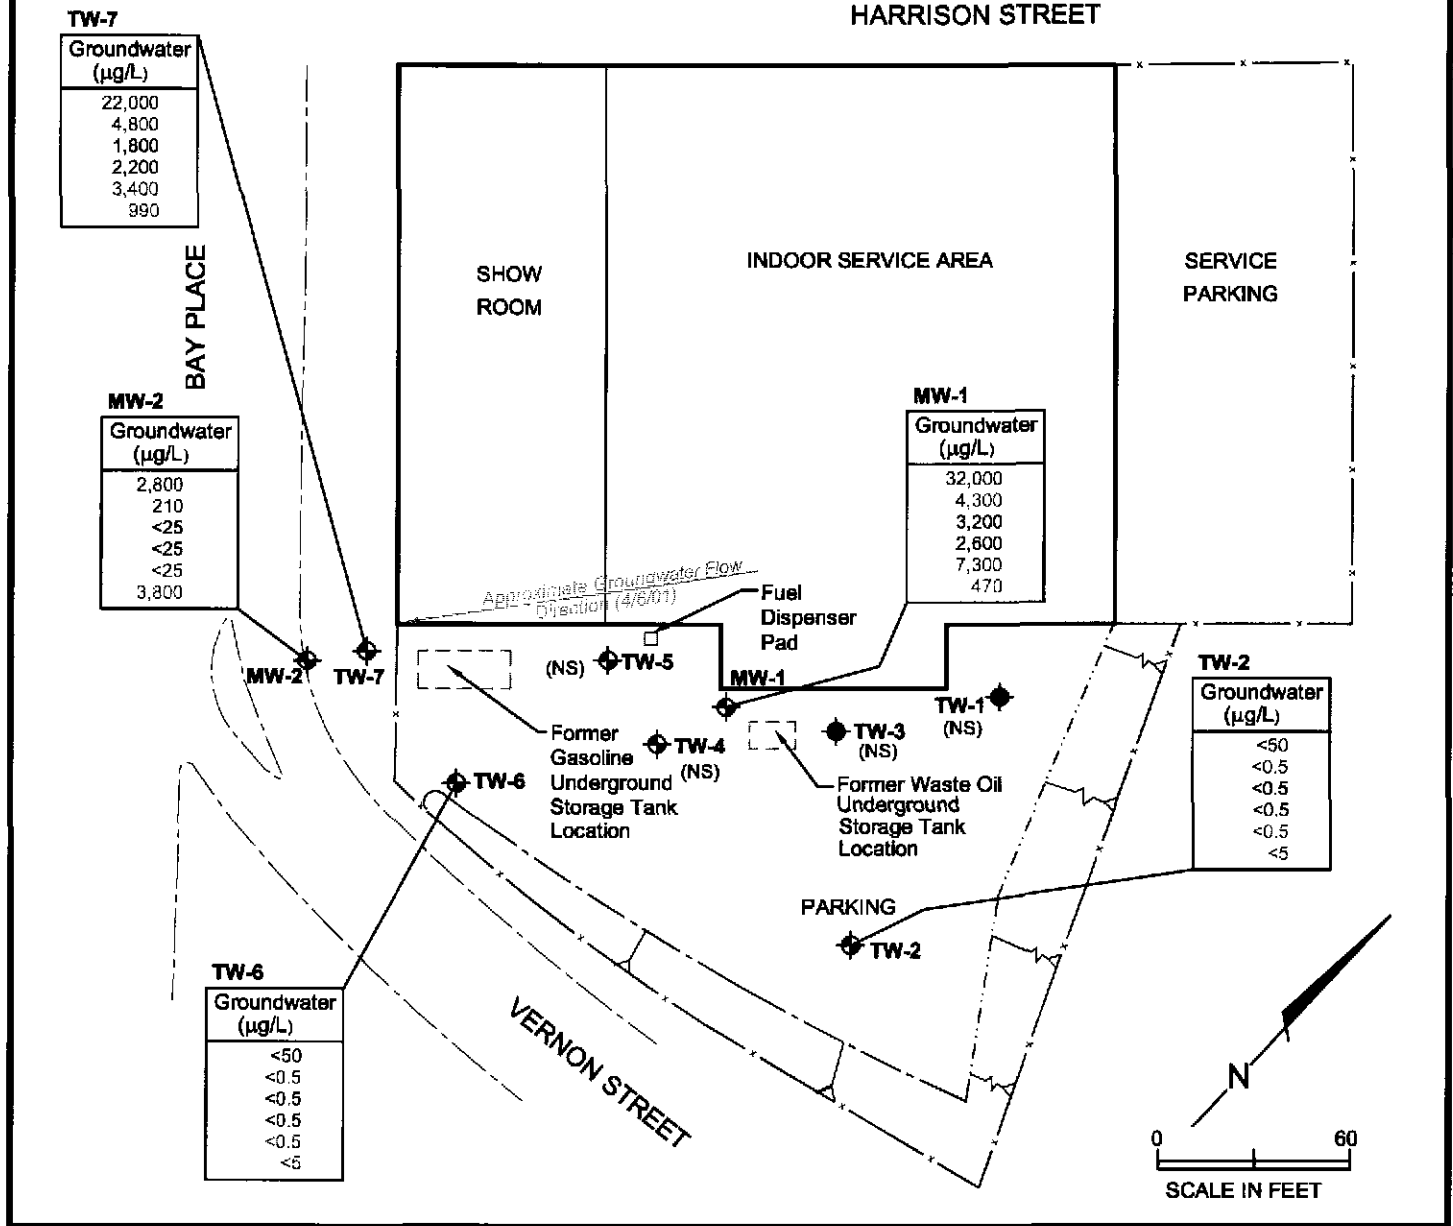 HARRISON STREET
TW-7
Groundwater
(µg/L)
22,000
4,800
1,800
2,200
3,400
990
BAY PLACE
SHOW
ROOM
INDOOR SERVICE AREA
SERVICE
PARKING
MW-2
Groundwater
(µg/L)
2,800
210
<25
<25
<25
3,800
MW-1
Groundwater
(µg/L)
32,000
4,300
3,200
2,600
7,300
470
Approximate Groundwater Flow
Direction (4/6/01)
Fuel
Dispenser
Pad
MW-2
TW-7
(NS)
TW-5
MW-1
TW-1
(NS)
TW-3
(NS)
TW-4
(NS)
TW-6
Former
Gasoline
Underground
Storage Tank
Location
Former Waste Oil
Underground
Storage Tank
Location
TW-2
Groundwater
(µg/L)
<50
<0.5
<0.5
<0.5
<0.5
<5
PARKING
TW-2
TW-6
Groundwater
(µg/L)
<50
<0.5
<0.5
<0.5
<0.5
<5
VERNON STREET
N
0 60
SCALE IN FEET